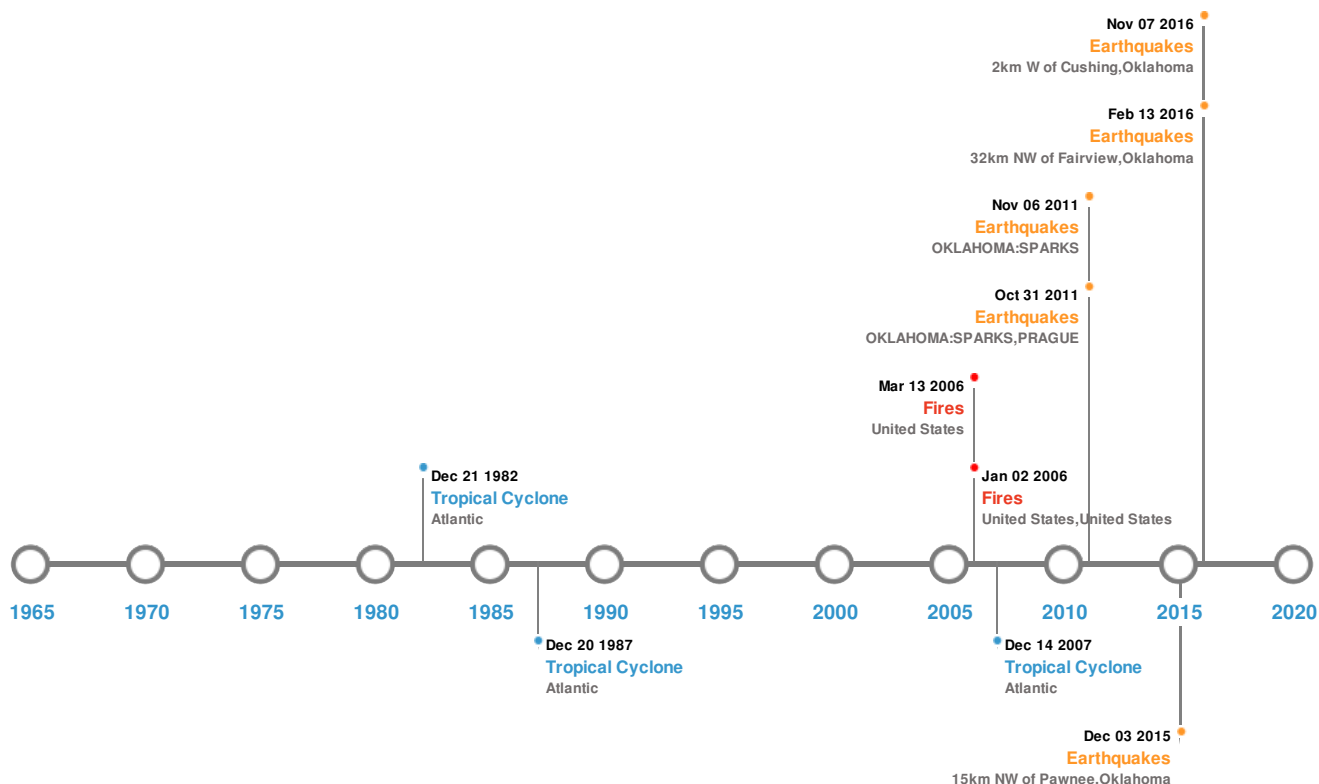 Nov 07 2016
Earthquakes
2km W of Cushing,Oklahoma
Feb 13 2016
Earthquakes
32km NW of Fairview,Oklahoma
Nov 06 2011
Earthquakes
OKLAHOMA:SPARKS
Oct 31 2011
Earthquakes
OKLAHOMA:SPARKS,PRAGUE
Mar 13 2006
Fires
United States
Dec 21 1982
Tropical Cyclone
Atlantic
Jan 02 2006
Fires
United States,United States
1965 1970 1975 1980 1985 1990 1995 2000 2005 2010 2015 2020
Dec 20 1987
Tropical Cyclone
Atlantic
Dec 14 2007
Tropical Cyclone
Atlantic
Dec 03 2015
Earthquakes
15km NW of Pawnee,Oklahoma